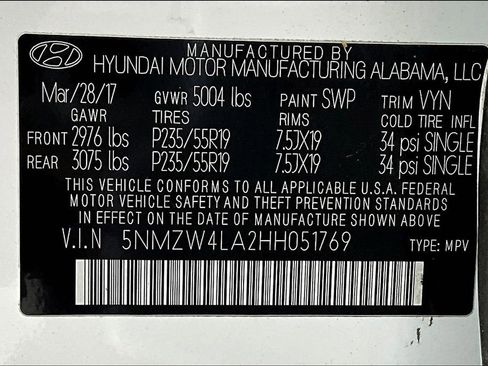 MANUFACTURED BY
HYUNDAI MOTOR MANUFACTURING ALABAMA, LLC
Mar/28/17 GVWR 5004 lbs PAINT SWP TRIM VYN
GAWR TIRES RIMS COLD TIRE INFL
FRONT 2976 lbs P235/55R19 7.5JX19 34 psi SINGLE
REAR 3075 lbs P235/55R19 7.5JX19 34 psi SINGLE
THIS VEHICLE CONFORMS TO ALL APPLICABLE U.S.A. FEDERAL
MOTOR VEHICLE SAFETY AND THEFT PREVENTION STANDARDS
IN EFFECT ON THE DATE OF MANUFACTURE SHOWN ABOVE.
V.I.N 5NMZW4LA2HH051769 TYPE: MPV